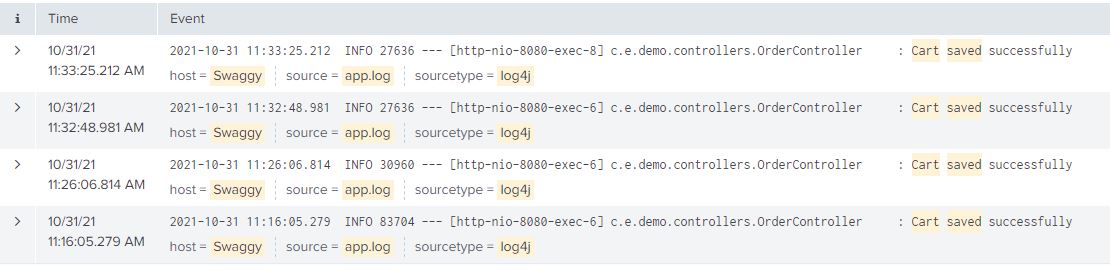 i Time Event
> 10/31/21 2021-10-31 11:33:25.212 INFO 27636 --- [http-nio-8080-exec-8] c.e.demo.controllers.OrderController : Cart saved successfully
11:33:25.212 AM host = Swaggy source = app.log sourcetype = log4j
> 10/31/21 2021-10-31 11:32:48.981 INFO 27636 --- [http-nio-8080-exec-6] c.e.demo.controllers.OrderController : Cart saved successfully
11:32:48.981 AM host = Swaggy source = app.log sourcetype = log4j
> 10/31/21 2021-10-31 11:26:06.814 INFO 30960 --- [http-nio-8080-exec-6] c.e.demo.controllers.OrderController : Cart saved successfully
11:26:06.814 AM host = Swaggy source = app.log sourcetype = log4j
> 10/31/21 2021-10-31 11:16:05.279 INFO 83704 --- [http-nio-8080-exec-6] c.e.demo.controllers.OrderController : Cart saved successfully
11:16:05.279 AM host = Swaggy source = app.log sourcetype = log4j